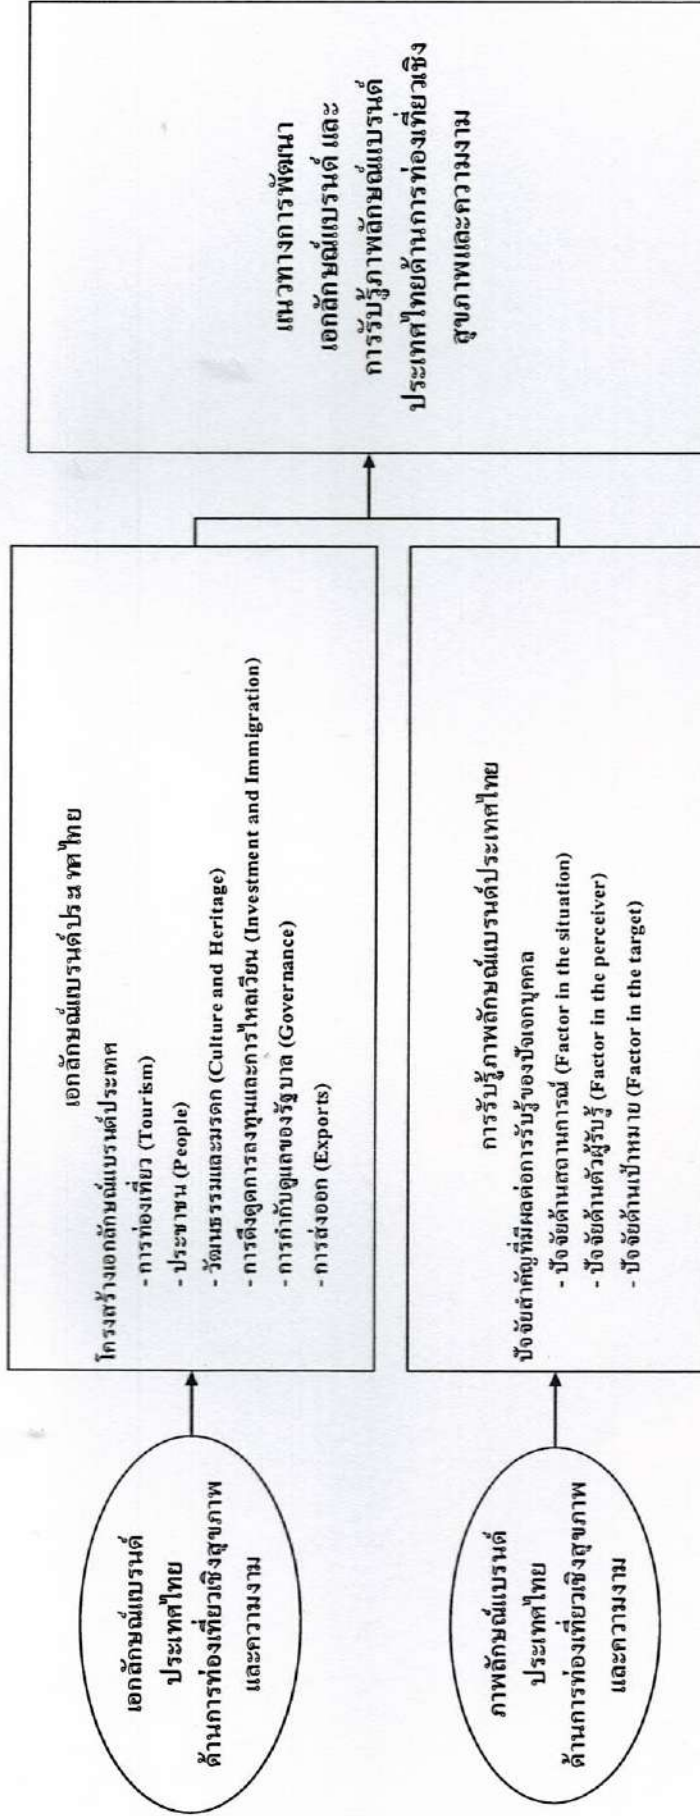 เอกลักษณ์แบรนด์
ประเทศไทย
ด้านการท่องเที่ยวเชิงสุขภาพ
และความงาม
ภาพลักษณ์แบรนด์
ประเทศไทย
ด้านการท่องเที่ยวเชิงสุขภาพ
และความงาม
เอกลักษณ์แบรนด์ประเทศไทย
โครงสร้างเอกลักษณ์แบรนด์ประเทศ
- การท่องเที่ยว (Tourism)
- ประชาชน (People)
- วัฒนธรรมและมรดก (Culture and Heritage)
- การดึงดูดการลงทุนและการไหลเวียน (Investment and Immigration)
- การกำกับดูแลของรัฐบาล (Governance)
- การส่งออก (Exports)
การรับรู้ภาพลักษณ์แบรนด์ประเทศไทย
ปัจจัยสำคัญที่มีผลต่อการรับรู้ของปัจเจกบุคคล
- ปัจจัยด้านสถานการณ์ (Factor in the situation)
- ปัจจัยด้านตัวผู้รับรู้ (Factor in the perceiver)
- ปัจจัยด้านเป้าหมาย (Factor in the target)
แนวทางการพัฒนา
เอกลักษณ์แบรนด์ และ
การรับรู้ภาพลักษณ์แบรนด์
ประเทศไทยด้านการท่องเที่ยวเชิง
สุขภาพและความงาม